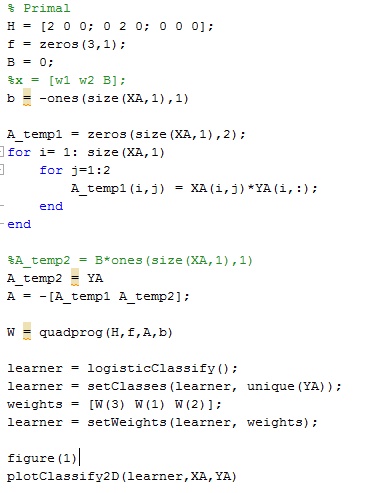 % Primal
H = [2 0 0; 0 2 0; 0 0 0];
f = zeros(3,1);
B = 0;
%x = [w1 w2 B];
b = -ones(size(XA,1),1)
A_temp1 = zeros(size(XA,1),2);
for i= 1: size(XA,1)
for j=1:2
A_temp1(i,j) = XA(i,j)*YA(i,:);
end
end
%A_temp2 = B*ones(size(XA,1),1)
A_temp2 = YA
A = -[A_temp1 A_temp2];
W = quadprog(H,f,A,b)
learner = logisticClassify();
learner = setClasses(learner, unique(YA));
weights = [W(3) W(1) W(2)];
learner = setWeights(learner, weights);
figure(1)
plotClassify2D(learner,XA,YA)